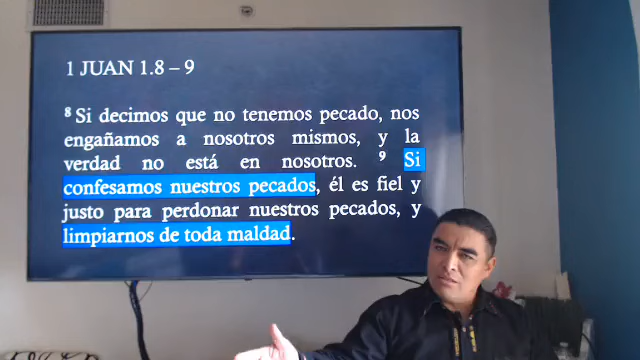 1 JUAN 1.8 – 9
⁸ Si decimos que no tenemos pecado, nos
engañamos a nosotros mismos, y la
verdad no está en nosotros. ⁹ Si
confesamos nuestros pecados, él es fiel y
justo para perdonar nuestros pecados, y
limpiarnos de toda maldad.